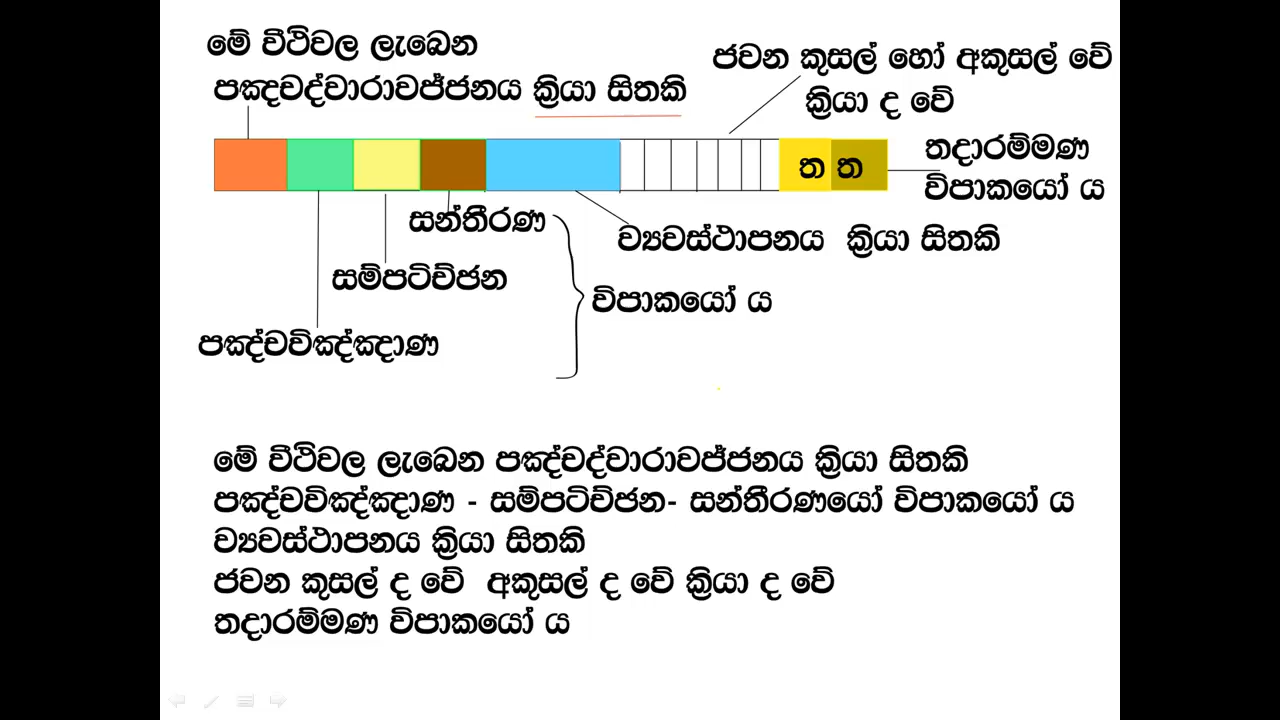 මේ වීථිවල ලැබෙන
පඤ්චද්වාරාවජ්ජනය ක්‍රියා සිතකි
ජවන කුසල් හෝ අකුසල් වේ
ක්‍රියා ද වේ
ත ත
තදාරම්මණ
විපාකයෝ ය
සන්තීරණ
ව්‍යවස්ථාපනය ක්‍රියා සිතකි
සම්පටිච්ඡන
විපාකයෝ ය
පඤ්චවිඤ්ඤාණ
මේ වීථිවල ලැබෙන පඤ්චද්වාරාවජ්ජනය ක්‍රියා සිතකි
පඤ්චවිඤ්ඤාණ - සම්පටිච්ඡන- සන්තීරණයෝ විපාකයෝ ය
ව්‍යවස්ථාපනය ක්‍රියා සිතකි
ජවන කුසල් ද වේ අකුසල් ද වේ ක්‍රියා ද වේ
තදාරම්මණ විපාකයෝ ය